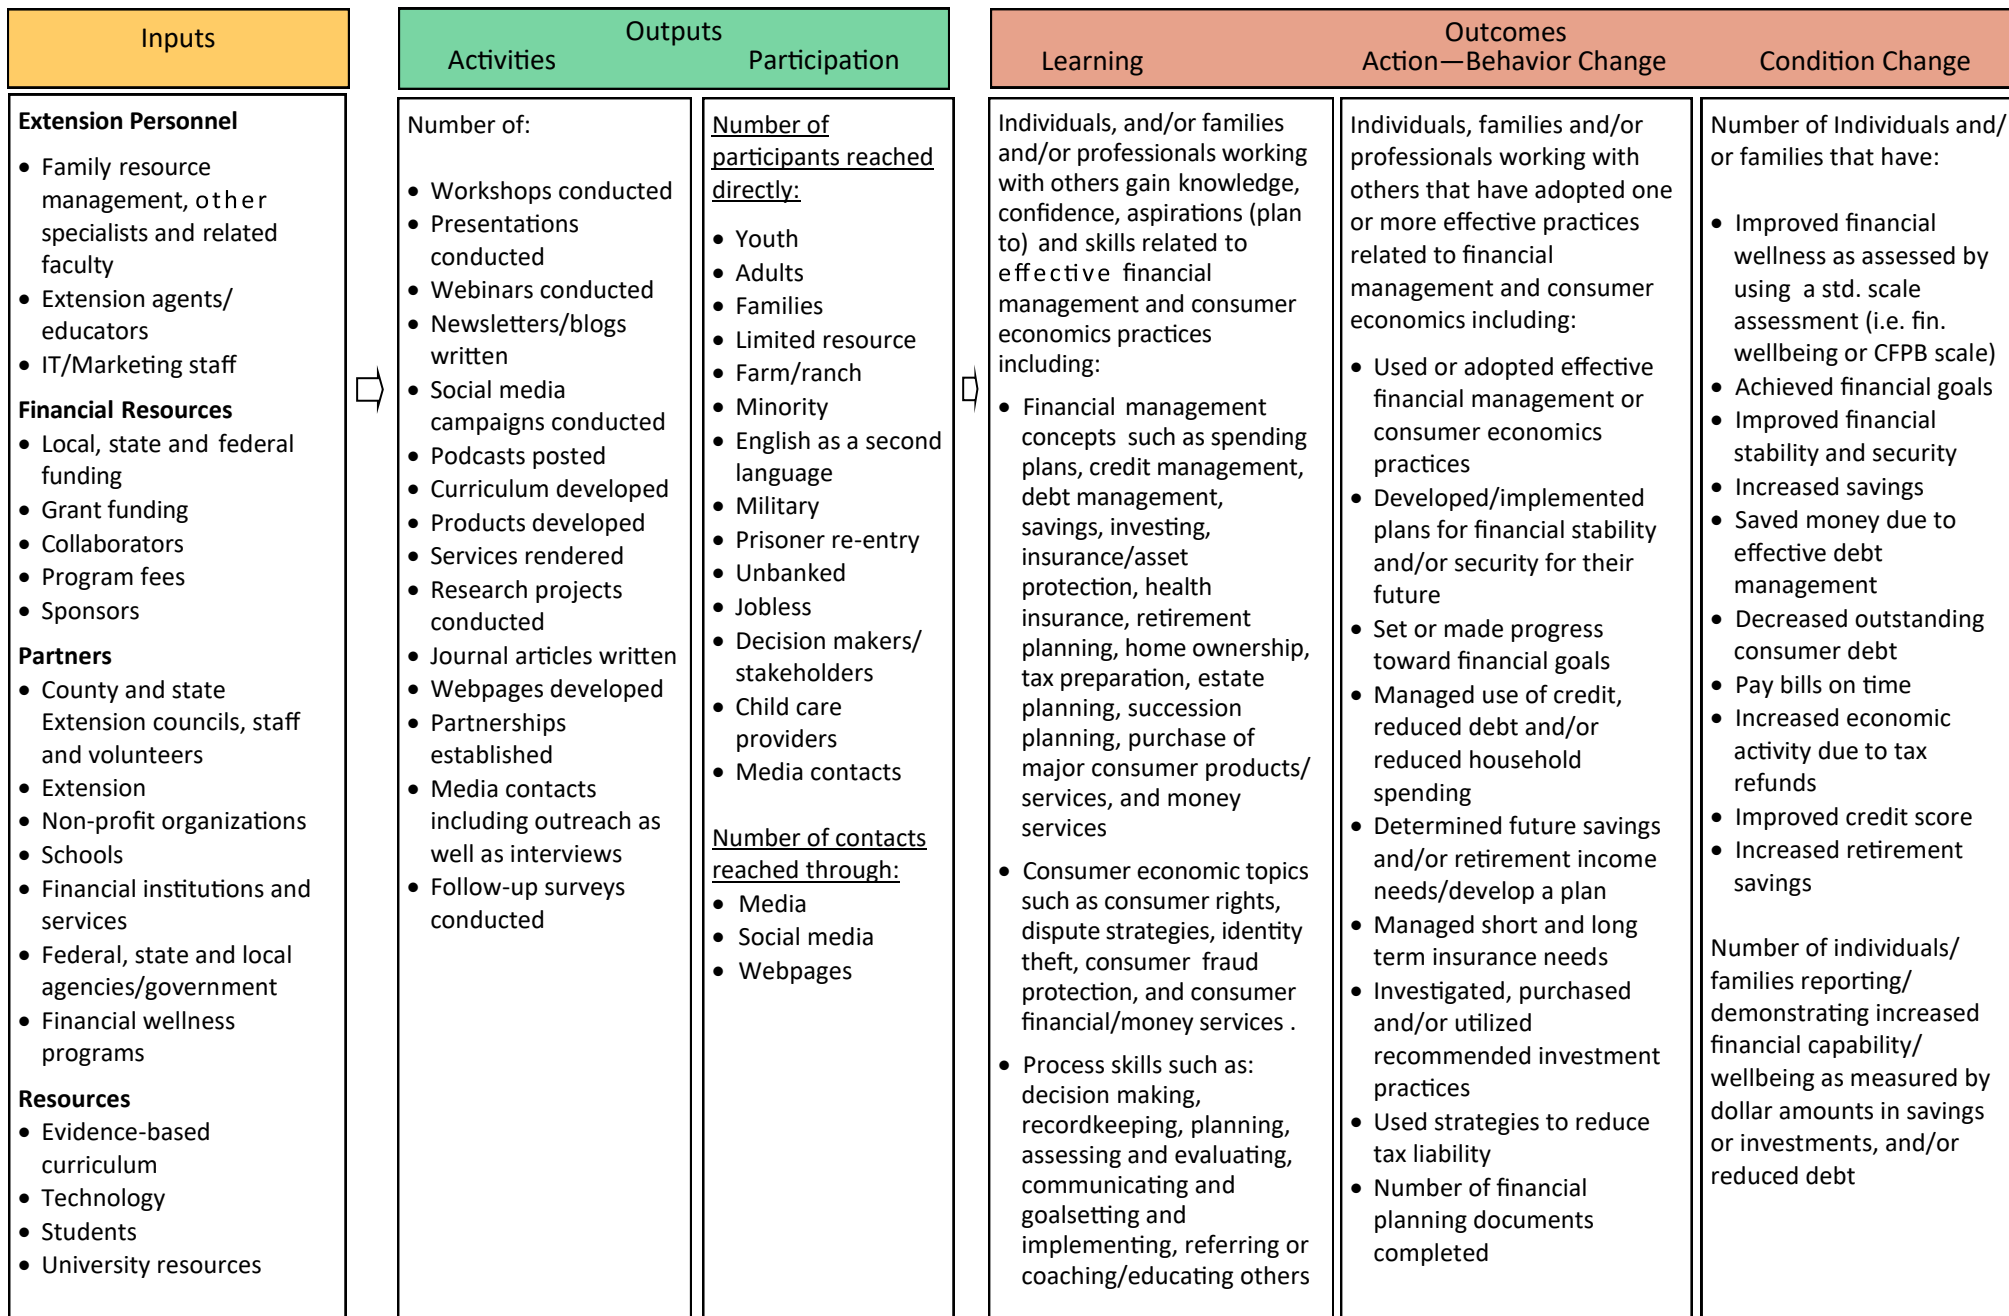 Inputs
Extension Personnel
• Family resource
management, other
specialists and related
faculty
• Extension agents/
educators
• IT/Marketing staff
Financial Resources
• Local, state and federal
funding
• Grant funding
• Collaborators
• Program fees
• Sponsors
Partners
• County and state
Extension councils, staff
and volunteers
• Extension
• Non-profit organizations
• Schools
• Financial institutions and
services
• Federal, state and local
agencies/government
• Financial wellness
programs
Resources
• Evidence-based
curriculum
• Technology
• Students
• University resources
Outputs
Activities
Number of:
• Workshops conducted
• Presentations
conducted
• Webinars conducted
• Newsletters/blogs
written
• Social media
campaigns conducted
• Podcasts posted
• Curriculum developed
• Products developed
• Services rendered
• Research projects
conducted
• Journal articles written
• Webpages developed
• Partnerships
established
• Media contacts
including outreach as
well as interviews
• Follow-up surveys
conducted
Participation
Number of
participants reached
directly:
• Youth
• Adults
• Families
• Limited resource
• Farm/ranch
• Minority
• English as a second
language
• Military
• Prisoner re-entry
• Unbanked
• Jobless
• Decision makers/
stakeholders
• Child care
providers
• Media contacts
Number of contacts
reached through:
• Media
• Social media
• Webpages
Outcomes
Learning
Individuals, and/or families
and/or professionals working
with others gain knowledge,
confidence, aspirations (plan
to) and skills related to
effective financial
management and consumer
economics practices
including:
• Financial management
concepts such as spending
plans, credit management,
debt management,
savings, investing,
insurance/asset
protection, health
insurance, retirement
planning, home ownership,
tax preparation, estate
planning, succession
planning, purchase of
major consumer products/
services, and money
services
• Consumer economic topics
such as consumer rights,
dispute strategies, identity
theft, consumer fraud
protection, and consumer
financial/money services .
• Process skills such as:
decision making,
recordkeeping, planning,
assessing and evaluating,
communicating and
goalsetting and
implementing, referring or
coaching/educating others
Action—Behavior Change
Individuals, families and/or
professionals working with
others that have adopted one
or more effective practices
related to financial
management and consumer
economics including:
• Used or adopted effective
financial management or
consumer economics
practices
• Developed/implemented
plans for financial stability
and/or security for their
future
• Set or made progress
toward financial goals
• Managed use of credit,
reduced debt and/or
reduced household
spending
• Determined future savings
and/or retirement income
needs/develop a plan
• Managed short and long
term insurance needs
• Investigated, purchased
and/or utilized
recommended investment
practices
• Used strategies to reduce
tax liability
• Number of financial
planning documents
completed
Condition Change
Number of Individuals and/
or families that have:
• Improved financial
wellness as assessed by
using a std. scale
assessment (i.e. fin.
wellbeing or CFPB scale)
• Achieved financial goals
• Improved financial
stability and security
• Increased savings
• Saved money due to
effective debt
management
• Decreased outstanding
consumer debt
• Pay bills on time
• Increased economic
activity due to tax
refunds
• Improved credit score
• Increased retirement
savings
Number of individuals/
families reporting/
demonstrating increased
financial capability/
wellbeing as measured by
dollar amounts in savings
or investments, and/or
reduced debt